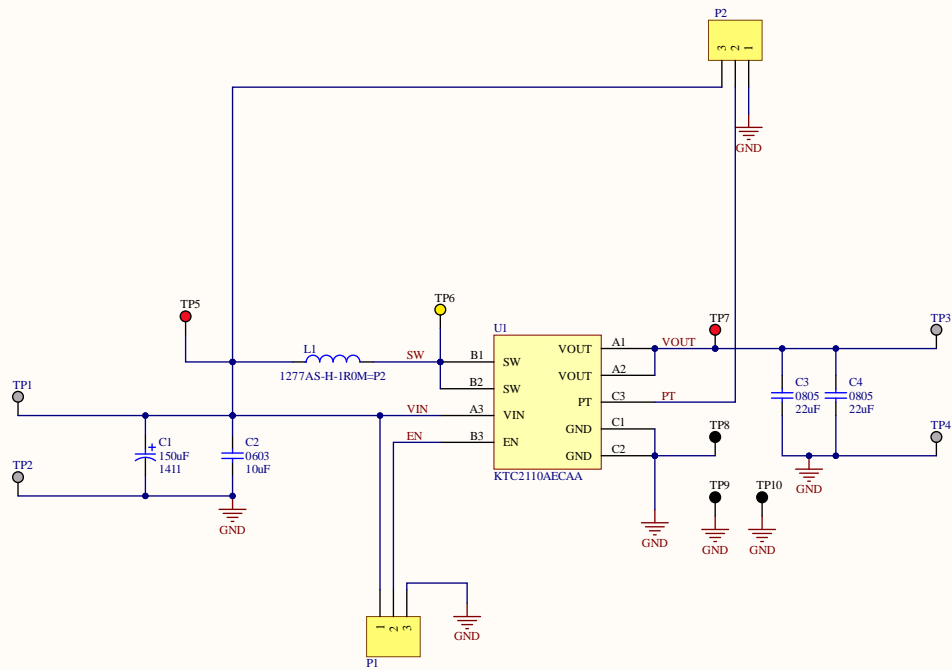 P2
3
2
1
GND
TP5
TP6
L1
1277AS-H-1R0M=P2
SW
U1
B1
B2
A3
B3
SW
SW
VIN
EN
VOUT
VOUT
PT
GND
GND
A1
A2
C3
C1
C2
KTC2110AECAA
VOUT
PT
TP7
TP3
C3
0805
22uF
C4
0805
22uF
TP8
TP4
GND
TP1
VIN
EN
C1
150uF
1411
+
C2
0603
10uF
TP2
GND
TP9
TP10
GND
GND
GND
1
2
3
GND
P1